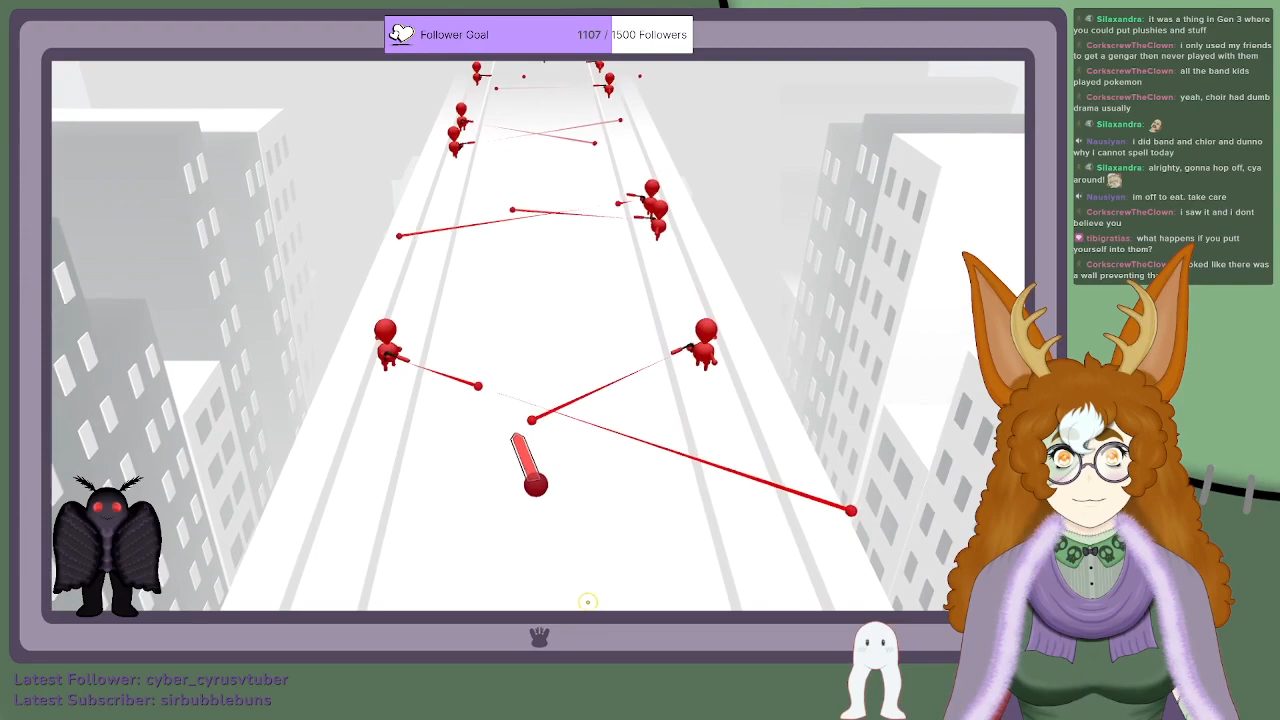 Follower Goal 1107 / 1500 Followers
Silaxandra: it was a thing in Gen 3 where
you could put plushies and stuff
CorkscrewTheClown: i only used my friends
to get a gengar then never played with them
CorkscrewTheClown: all the band kids
played pokemon
CorkscrewTheClown: yeah, choir had dumb
drama usually
Silaxandra:
Nausiyan: i did band and chior and dunno
why i cannot spell today
Silaxandra: alrighty, gonna hop off, cya
around!
Nausiyan: im off to eat. take care
CorkscrewTheClown: i saw it and i dont
believe you
tibigratias: what happens if you putt
yourself into them?
CorkscrewTheClow oked like there was
a wall preventing tha
Latest Follower: cyber_cyrusvtuber
Latest Subscriber: sirbubblebuns